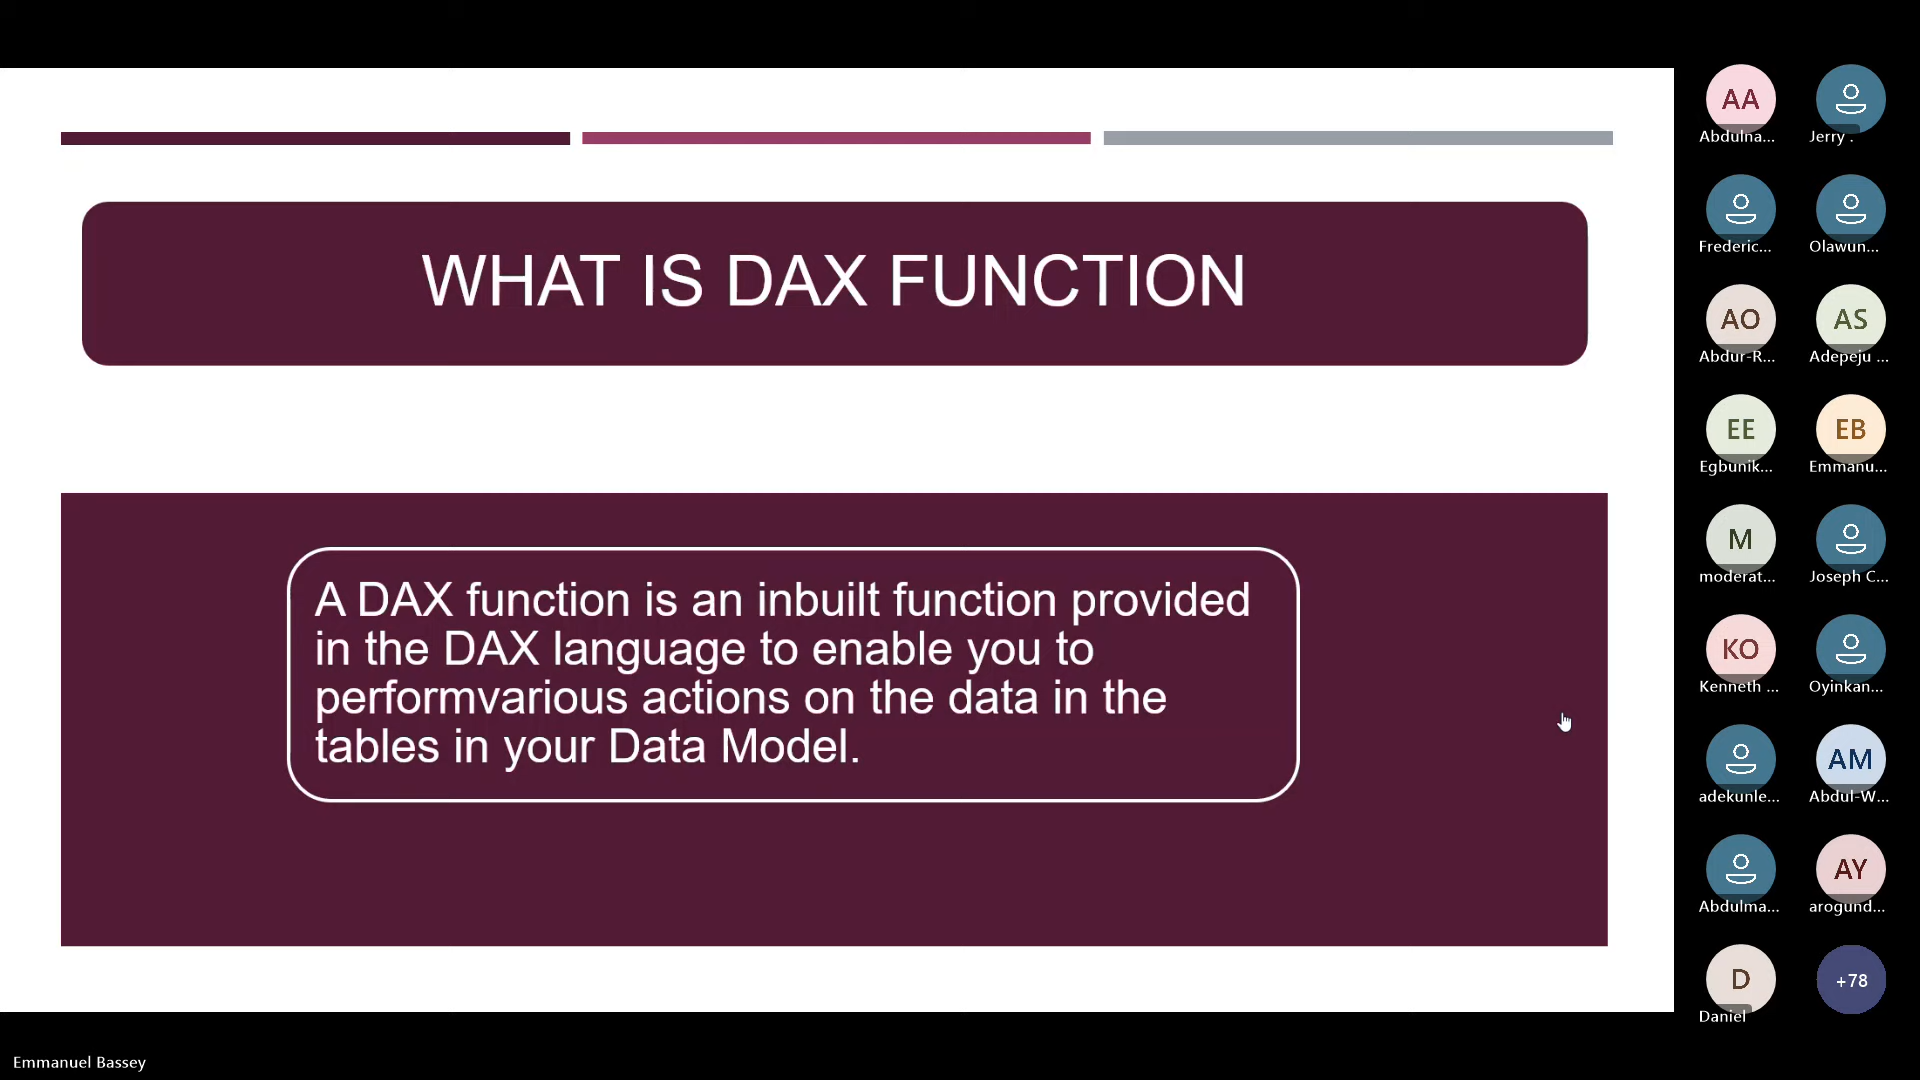 WHAT IS DAX FUNCTION
A DAX function is an inbuilt function provided
in the DAX language to enable you to
performvarious actions on the data in the
tables in your Data Model.
AA
Abdulna...
Jerry .
Frederic...
Olawun...
AO
Abdur-R...
AS
Adepeju ...
EE
Egbunik...
EB
Emmanu...
M
moderat...
Joseph C...
KO
Kenneth ...
Oyinkan...
adekunle...
AM
Abdul-W...
Abdulma...
AY
arogund...
D
Daniel
+78
Emmanuel Bassey